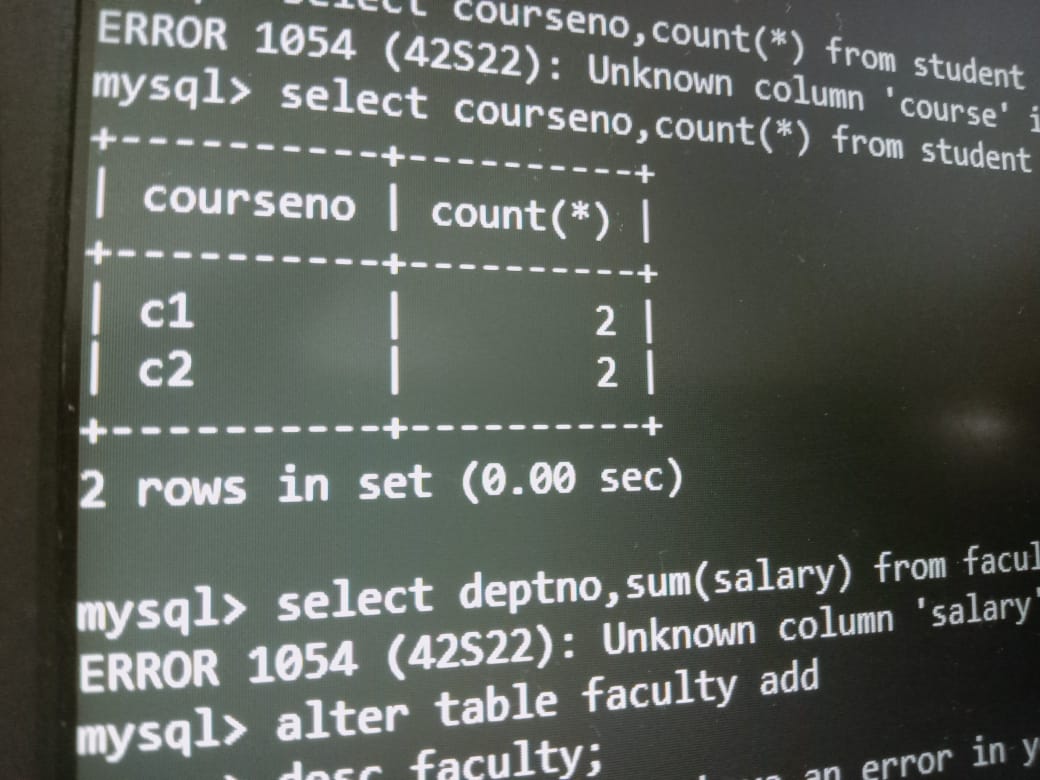 select courseno,count(*) from student
ERROR 1054 (42S22): Unknown column 'course'
mysql> select courseno,count(*) from student
+-----------+----------+
| courseno | count(*) |
+-----------+----------+
| c1 | 2 |
| c2 | 2 |
+-----------+----------+
2 rows in set (0.00 sec)
mysql> select deptno,sum(salary) from facul
ERROR 1054 (42S22): Unknown column 'salary'
mysql> alter table faculty add
desc faculty;
an error in y